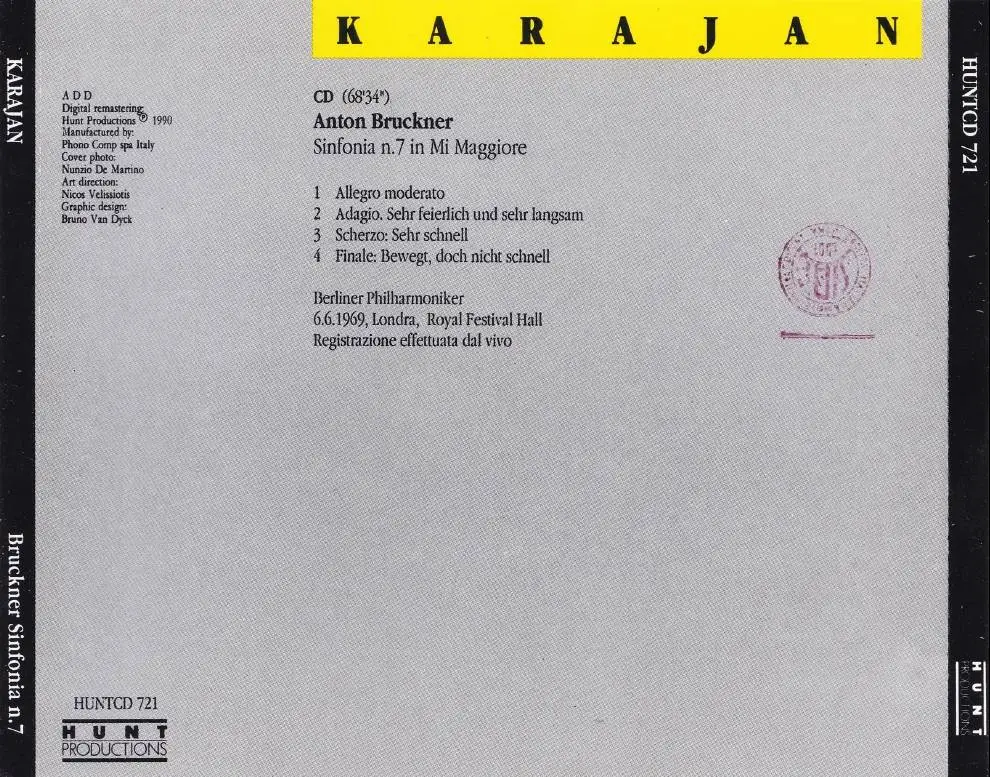 KARAJAN
KARAJAN
Bruckner Sinfonia n.7
A D D
Digital remastering:
Hunt Productions ℗ 1990
Manufactured by:
Phono Comp spa Italy
Cover photo:
Nunzio De Martino
Art direction:
Nicos Velissiotis
Graphic design:
Bruno Van Dyck
CD (68'34")
Anton Bruckner
Sinfonia n.7 in Mi Maggiore
1 Allegro moderato
2 Adagio. Sehr feierlich und sehr langsam
3 Scherzo: Sehr schnell
4 Finale: Bewegt, doch nicht schnell
Berliner Philharmoniker
6.6.1969, Londra, Royal Festival Hall
Registrazione effettuata dal vivo
HUNTCD 721
HUNT
PRODUCTIONS
HUNTCD 721
HUNT
PRODUCTIONS